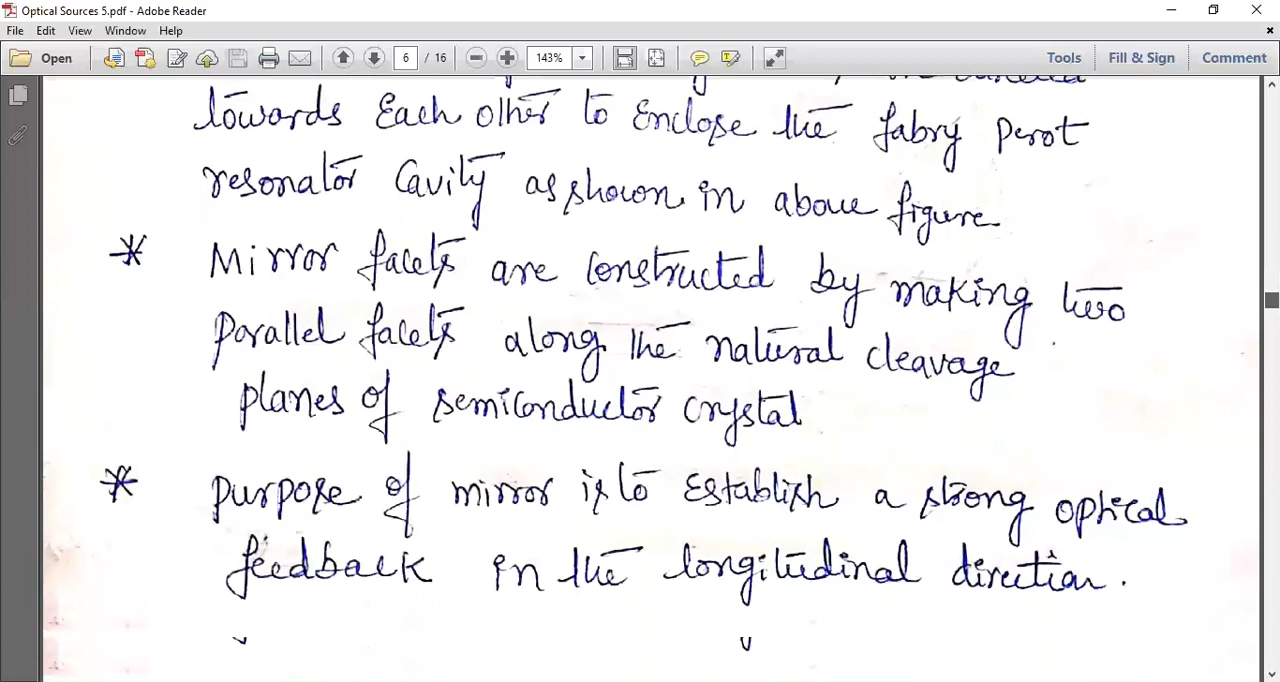 Optical Sources 5.pdf - Adobe Reader
File Edit View Window Help
Open 6 / 16 143% Tools Fill & Sign Comment
towards Each other to Enclose the fabry perot
resonator Cavity as shown in above figure
* Mirror facets are constructed by making two
parallel facets along the natural cleavage
planes of semiconductor crystal
* purpose of mirror is to Establish a strong optical
feedback in the longitudinal direction.